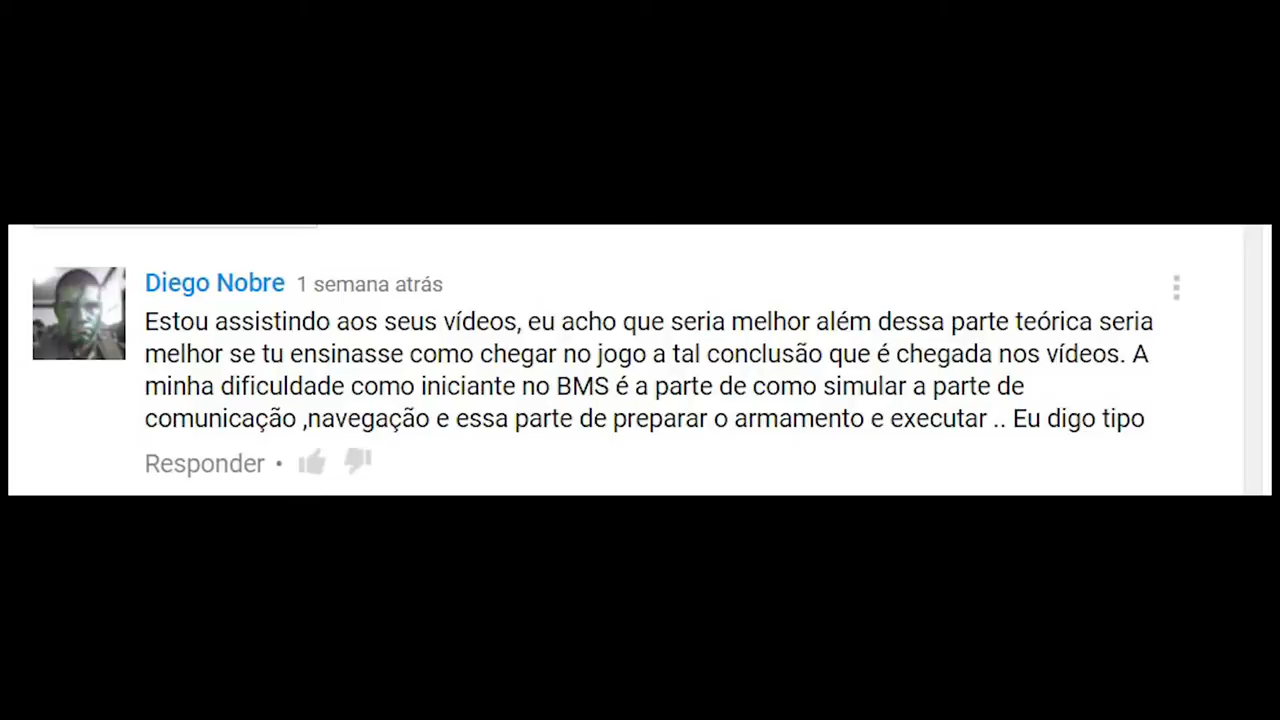 Diego Nobre 1 semana atrás
Estou assistindo aos seus vídeos, eu acho que seria melhor além dessa parte teórica seria
melhor se tu ensinasse como chegar no jogo a tal conclusão que é chegada nos vídeos. A
minha dificuldade como iniciante no BMS é a parte de como simular a parte de
comunicação ,navegação e essa parte de preparar o armamento e executar .. Eu digo tipo
Responder •